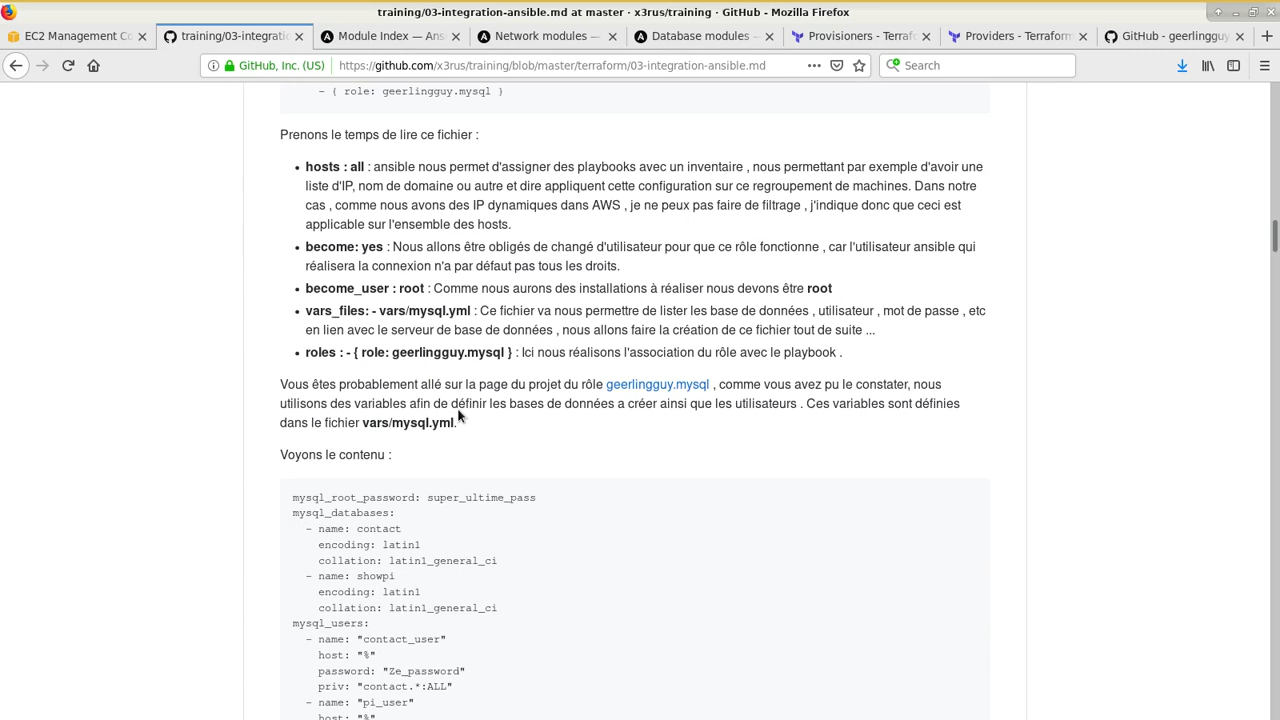 training/03-integration-ansible.md at master · x3rus/training · GitHub - Mozilla Firefox
EC2 Management Co
training/03-integrati
Module Index — Ans
Network modules —
Database modules —
Provisioners - Terraf
Providers - Terraform
GitHub - geerlingguy
GitHub, Inc. (US)
https://github.com/x3rus/training/blob/master/terraform/03-integration-ansible.md
Search
- { role: geerlingguy.mysql }
Prenons le temps de lire ce fichier :
• hosts : all : ansible nous permet d'assigner des playbooks avec un inventaire , nous permettant par exemple d'avoir une
liste d'IP, nom de domaine ou autre et dire appliquent cette configuration sur ce regroupement de machines. Dans notre
cas , comme nous avons des IP dynamiques dans AWS , je ne peux pas faire de filtrage , j'indique donc que ceci est
applicable sur l'ensemble des hosts.
• become: yes : Nous allons être obligés de changé d'utilisateur pour que ce rôle fonctionne , car l'utilisateur ansible qui
réalisera la connexion n'a par défaut pas tous les droits.
• become_user : root : Comme nous aurons des installations à réaliser nous devons être root
• vars_files: - vars/mysql.yml : Ce fichier va nous permettre de lister les base de données , utilisateur , mot de passe , etc
en lien avec le serveur de base de données , nous allons faire la création de ce fichier tout de suite ...
• roles : - { role: geerlingguy.mysql } : Ici nous réalisons l'association du rôle avec le playbook .
Vous êtes probablement allé sur la page du projet du rôle geerlingguy.mysql , comme vous avez pu le constater, nous
utilisons des variables afin de définir les bases de données a créer ainsi que les utilisateurs . Ces variables sont définies
dans le fichier vars/mysql.yml.
Voyons le contenu :
mysql_root_password: super_ultime_pass
mysql_databases:
- name: contact
encoding: latin1
collation: latin1_general_ci
- name: showpi
encoding: latin1
collation: latin1_general_ci
mysql_users:
- name: "contact_user"
host: "%"
password: "Ze_password"
priv: "contact.*:ALL"
- name: "pi_user"
host: "%"